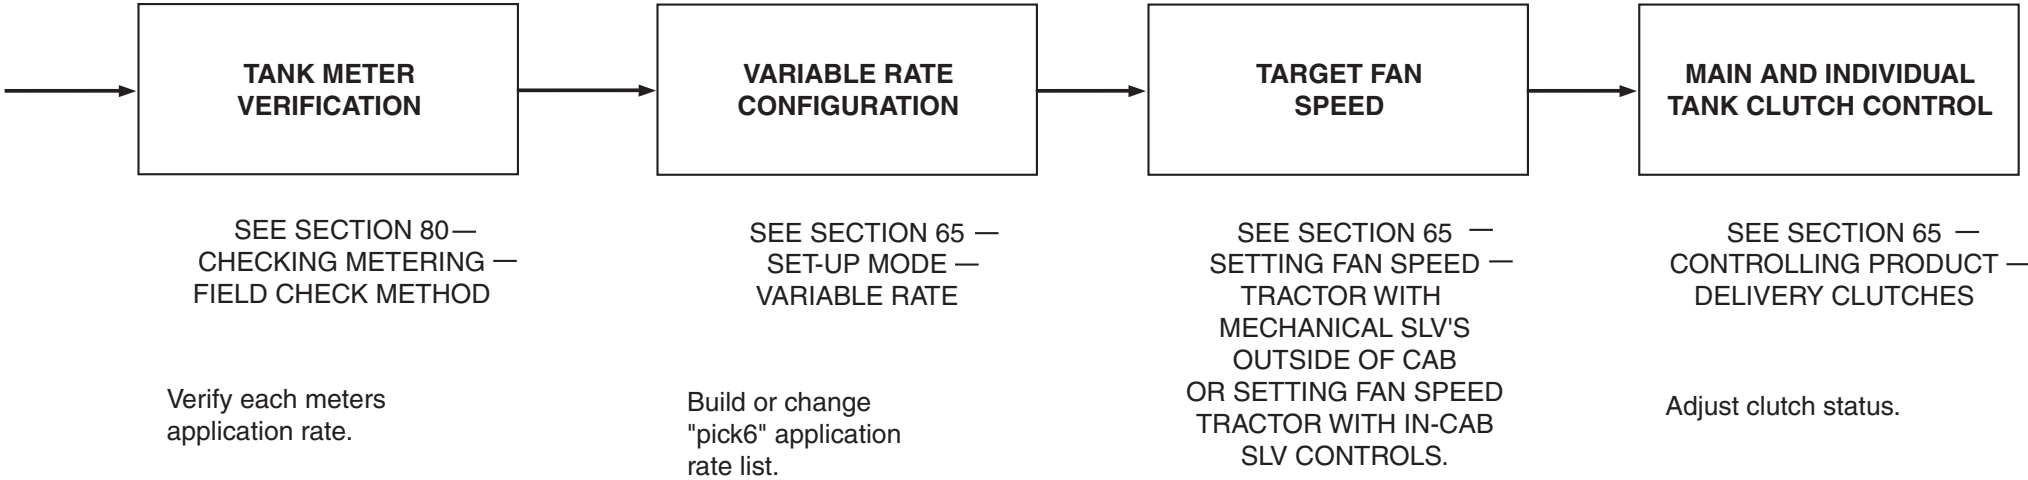 TANK METER
VERIFICATION
SEE SECTION 80—
CHECKING METERING —
FIELD CHECK METHOD
Verify each meters
application rate.
VARIABLE RATE
CONFIGURATION
SEE SECTION 65 —
SET-UP MODE —
VARIABLE RATE
Build or change
"pick6" application
rate list.
TARGET FAN
SPEED
SEE SECTION 65 —
SETTING FAN SPEED —
TRACTOR WITH
MECHANICAL SLV'S
OUTSIDE OF CAB
OR SETTING FAN SPEED
TRACTOR WITH IN-CAB
SLV CONTROLS.
MAIN AND INDIVIDUAL
TANK CLUTCH CONTROL
SEE SECTION 65 —
CONTROLLING PRODUCT —
DELIVERY CLUTCHES
Adjust clutch status.